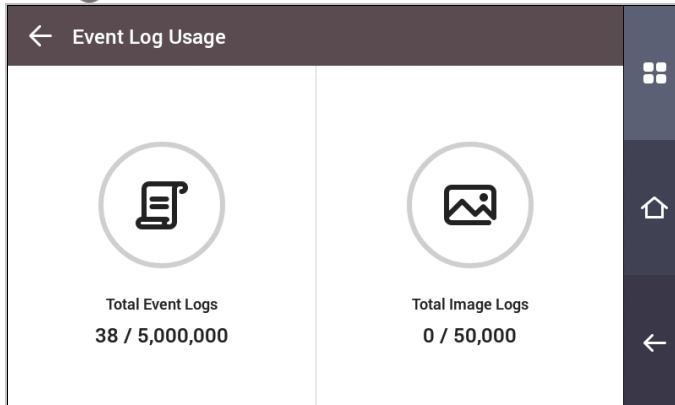 Event Log Usage
Total Event Logs
38 / 5,000,000
Total Image Logs
0 / 50,000